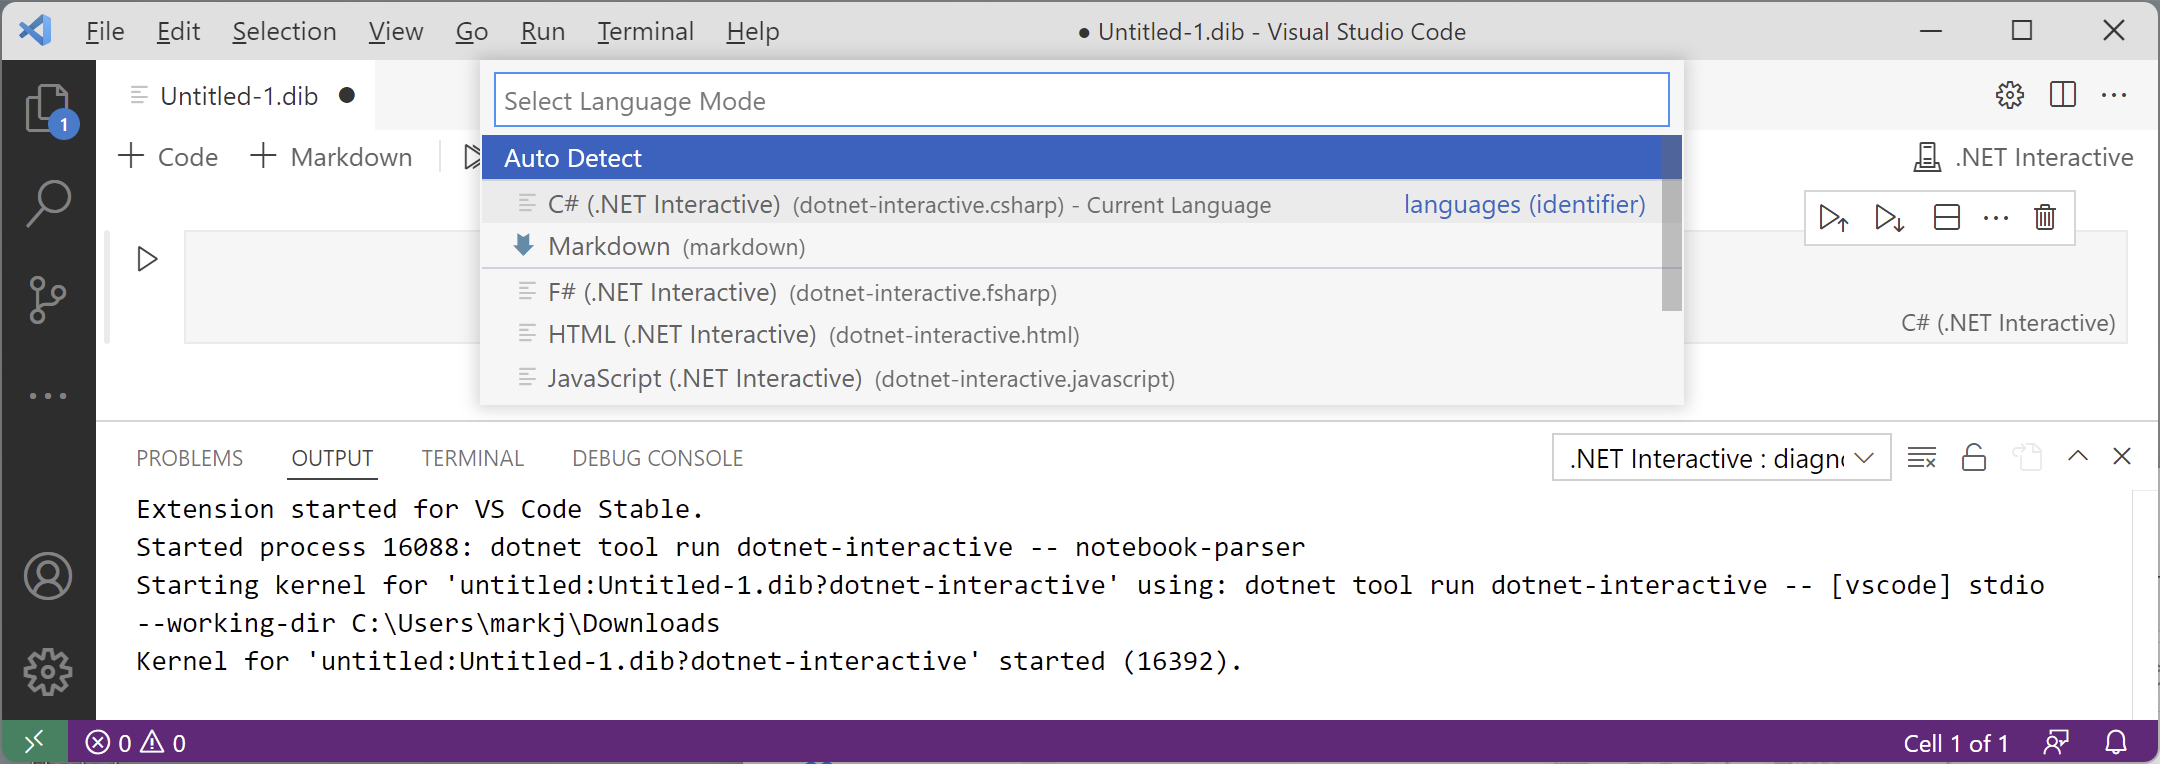 File Edit Selection View Go Run Terminal Help ● Untitled-1.dib - Visual Studio Code
Untitled-1.dib
Select Language Mode
1
Code Markdown .NET Interactive
Auto Detect
C# (.NET Interactive) (dotnet-interactive.csharp) - Current Language languages (identifier)
Markdown (markdown)
F# (.NET Interactive) (dotnet-interactive.fsharp)
HTML (.NET Interactive) (dotnet-interactive.html)
JavaScript (.NET Interactive) (dotnet-interactive.javascript)
C# (.NET Interactive)
PROBLEMS OUTPUT TERMINAL DEBUG CONSOLE .NET Interactive : diagn
Extension started for VS Code Stable.
Started process 16088: dotnet tool run dotnet-interactive -- notebook-parser
Starting kernel for 'untitled:Untitled-1.dib?dotnet-interactive' using: dotnet tool run dotnet-interactive -- [vscode] stdio
--working-dir C:\Users\markj\Downloads
Kernel for 'untitled:Untitled-1.dib?dotnet-interactive' started (16392).
0 0 Cell 1 of 1